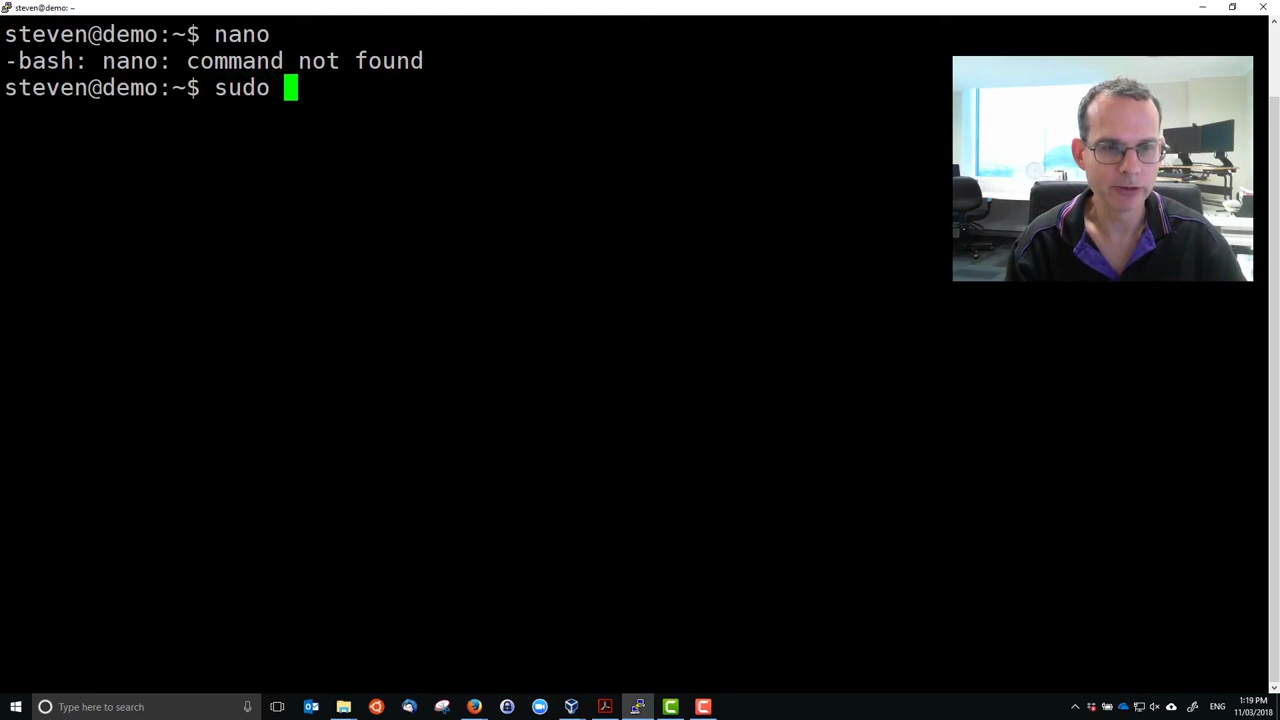 steven@demo: ~
steven@demo:~$ nano
-bash: nano: command not found
steven@demo:~$ sudo
Type here to search
ENG
1:19 PM
11/03/2018